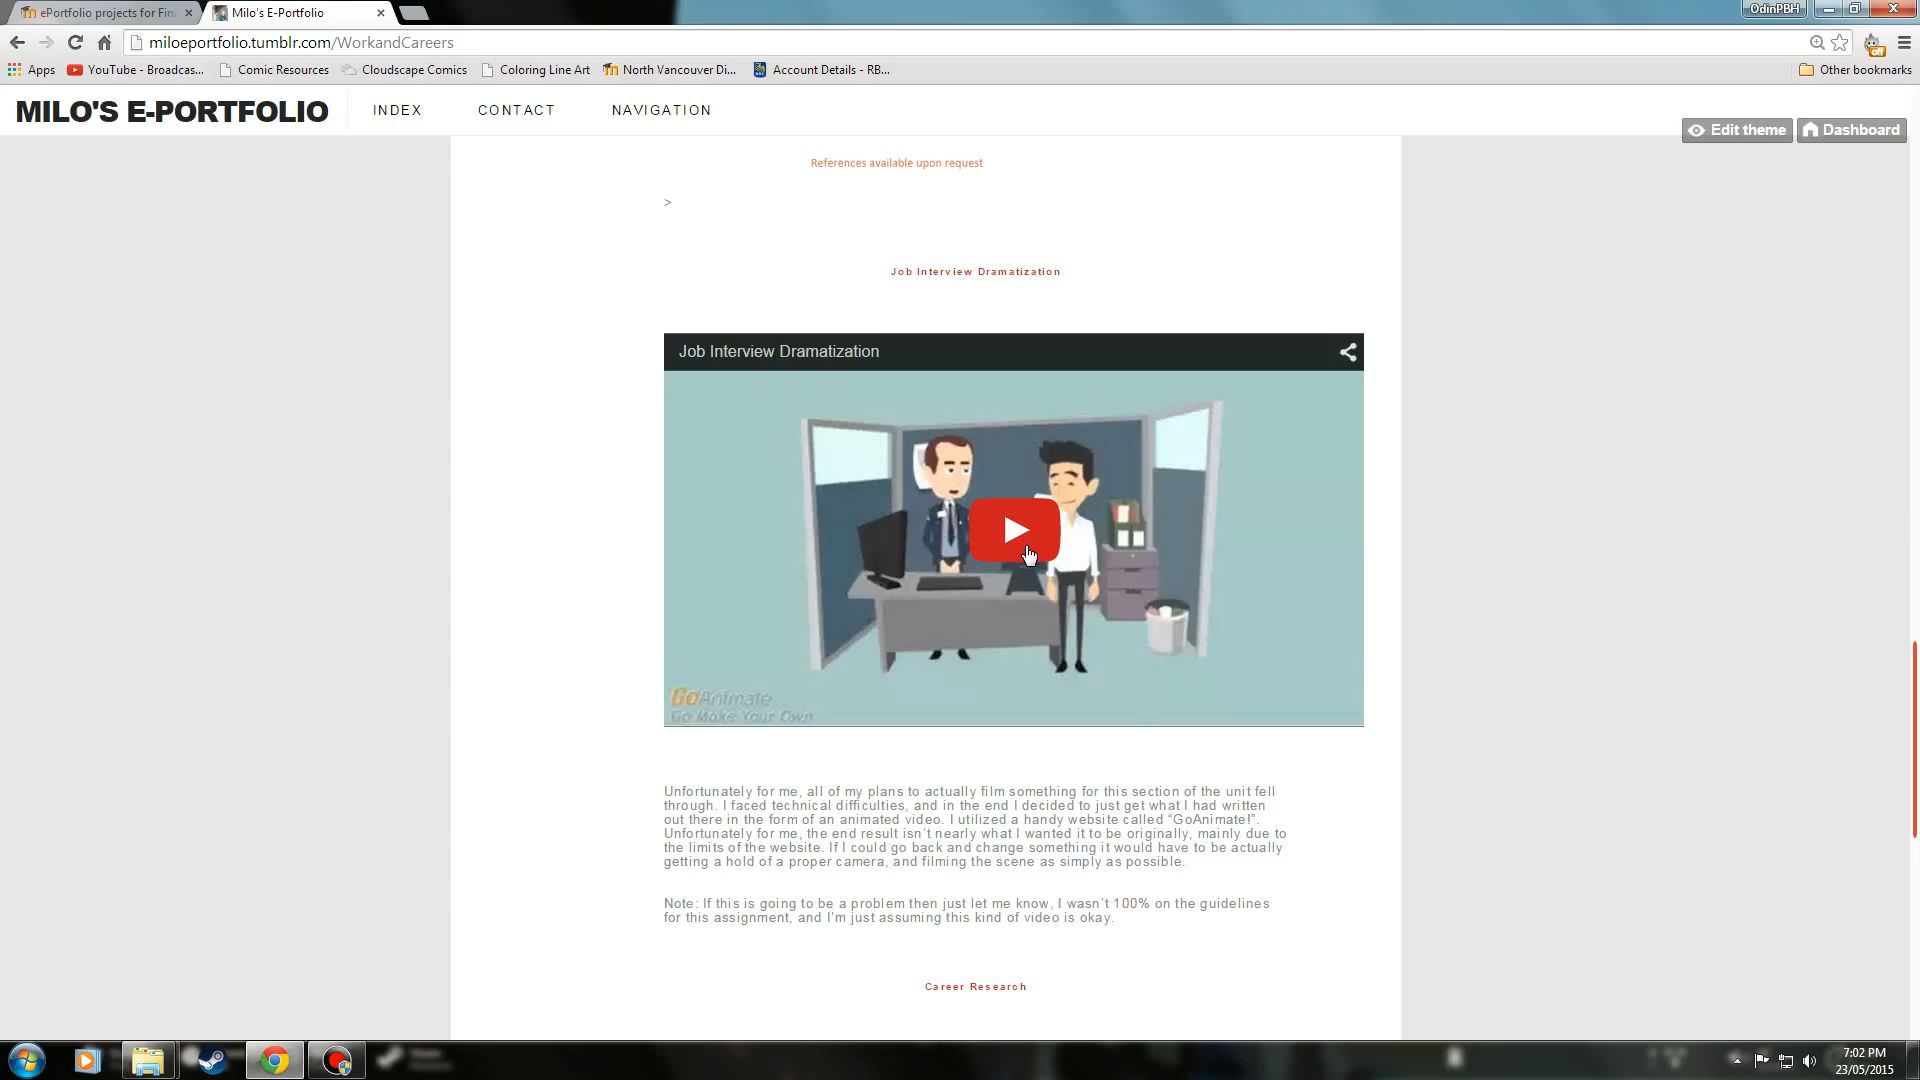 ePortfolio projects for Fin
Milo's E-Portfolio
OdinPBH
miloeportfolio.tumblr.com/WorkandCareers
off
Apps
YouTube - Broadcas...
Comic Resources
Cloudscape Comics
Coloring Line Art
North Vancouver Di...
Account Details - RB...
Other bookmarks
MILO'S E-PORTFOLIO
INDEX
CONTACT
NAVIGATION
Edit theme
Dashboard
References available upon request
>
Job Interview Dramatization
Job Interview Dramatization
GoAnimate
Go Make Your Own
Unfortunately for me, all of my plans to actually film something for this section of the unit fell
through. I faced technical difficulties, and in the end I decided to just get what I had written
out there in the form of an animated video. I utilized a handy website called “GoAnimate!”.
Unfortunately for me, the end result isn’t nearly what I wanted it to be originally, mainly due to
the limits of the website. If I could go back and change something it would have to be actually
getting a hold of a proper camera, and filming the scene as simply as possible.
Note: If this is going to be a problem then just let me know, I wasn’t 100% on the guidelines
for this assignment, and I’m just assuming this kind of video is okay.
Career Research
7:02 PM
23/05/2015